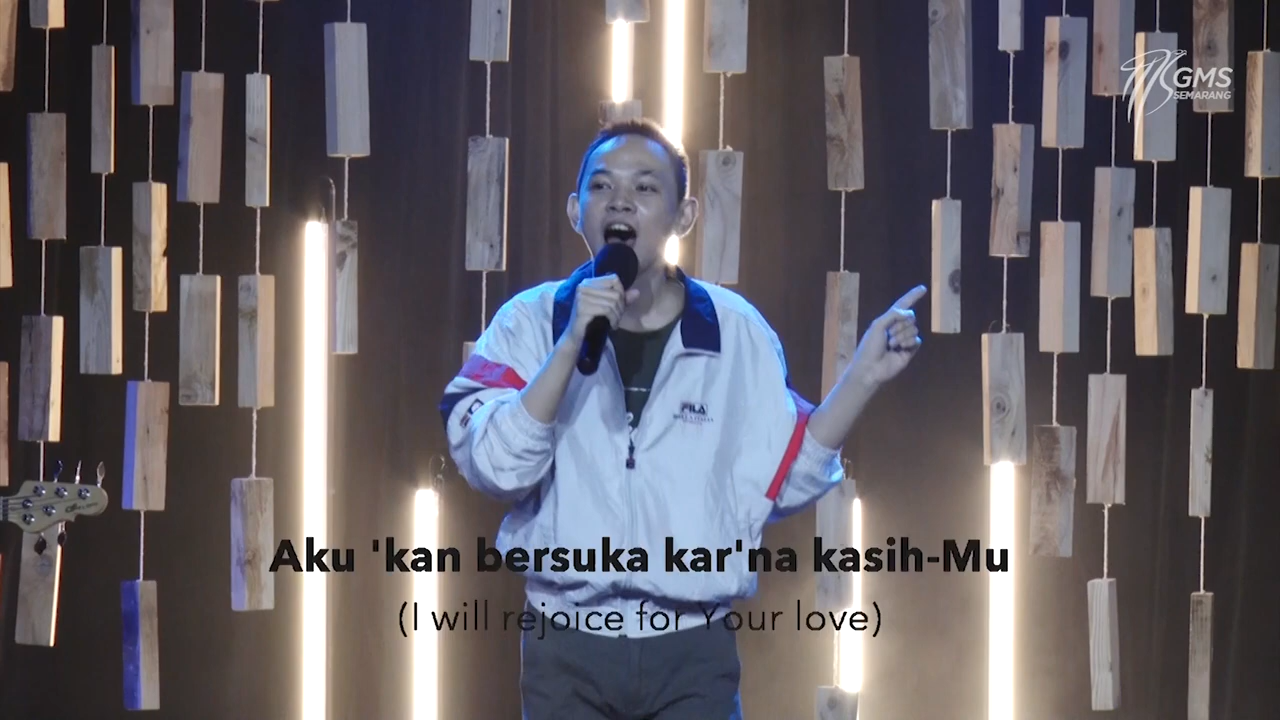 GMS
SEMARANG
FILA
Aku 'kan bersuka kar'na kasih-Mu
(I will rejoice for Your love)